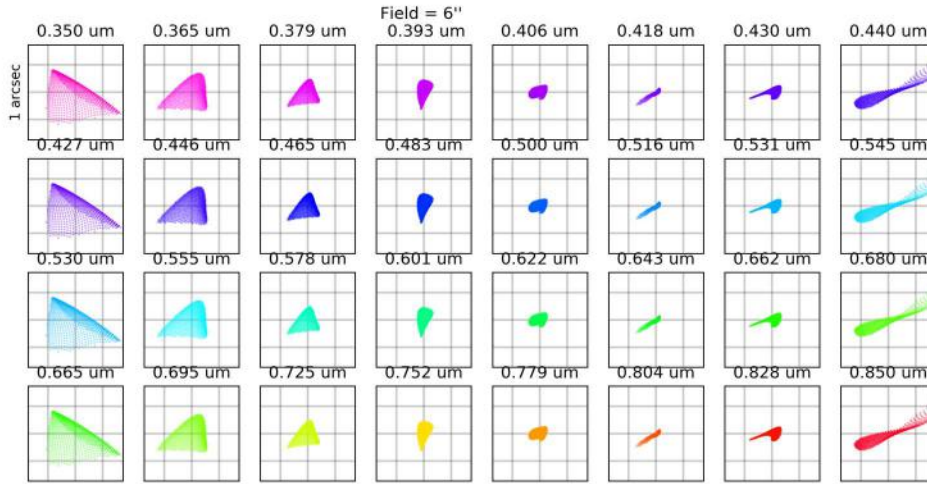 Field = 6''
0.350 um 0.365 um 0.379 um 0.393 um 0.406 um 0.418 um 0.430 um 0.440 um
1 arcsec
0.427 um 0.446 um 0.465 um 0.483 um 0.500 um 0.516 um 0.531 um 0.545 um
0.530 um 0.555 um 0.578 um 0.601 um 0.622 um 0.643 um 0.662 um 0.680 um
0.665 um 0.695 um 0.725 um 0.752 um 0.779 um 0.804 um 0.828 um 0.850 um